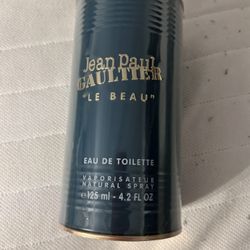 Jean Paul
GAULTIER
"LE BEAU"
EAU DE TOILETTE
VAPORISATEUR
NATURAL SPRAY
e 125 ml - 4.2 FL OZ